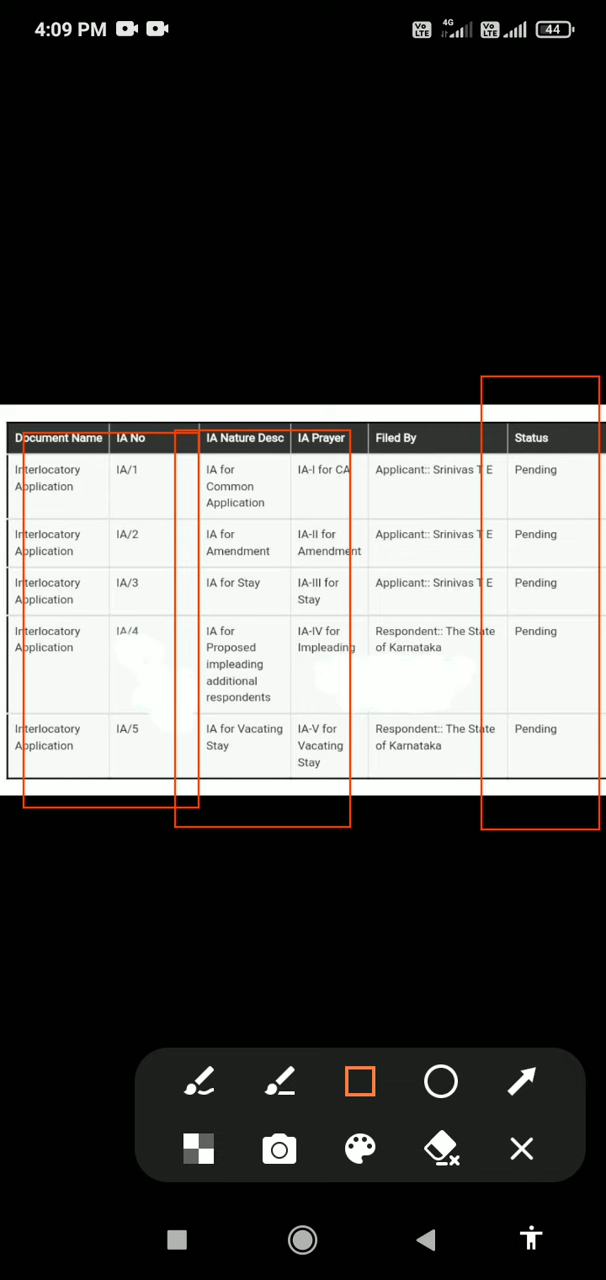 4:09 PM Vo LTE 4G Vo LTE 44
Document Name IA No IA Nature Desc IA Prayer Filed By Status
Interlocatory IA/1 IA for IA-I for CA Applicant:: Srinivas T E Pending
Application Common
Application
Interlocatory IA/2 IA for IA-II for Applicant:: Srinivas T E Pending
Application Amendment Amendment
Interlocatory IA/3 IA for Stay IA-III for Applicant:: Srinivas T E Pending
Application Stay
Interlocatory IA/4 IA for IA-IV for Respondent:: The State Pending
Application Proposed Impleading of Karnataka
impleading
additional
respondents
Interlocatory IA/5 IA for Vacating IA-V for Respondent:: The State Pending
Application Stay Vacating of Karnataka
Stay